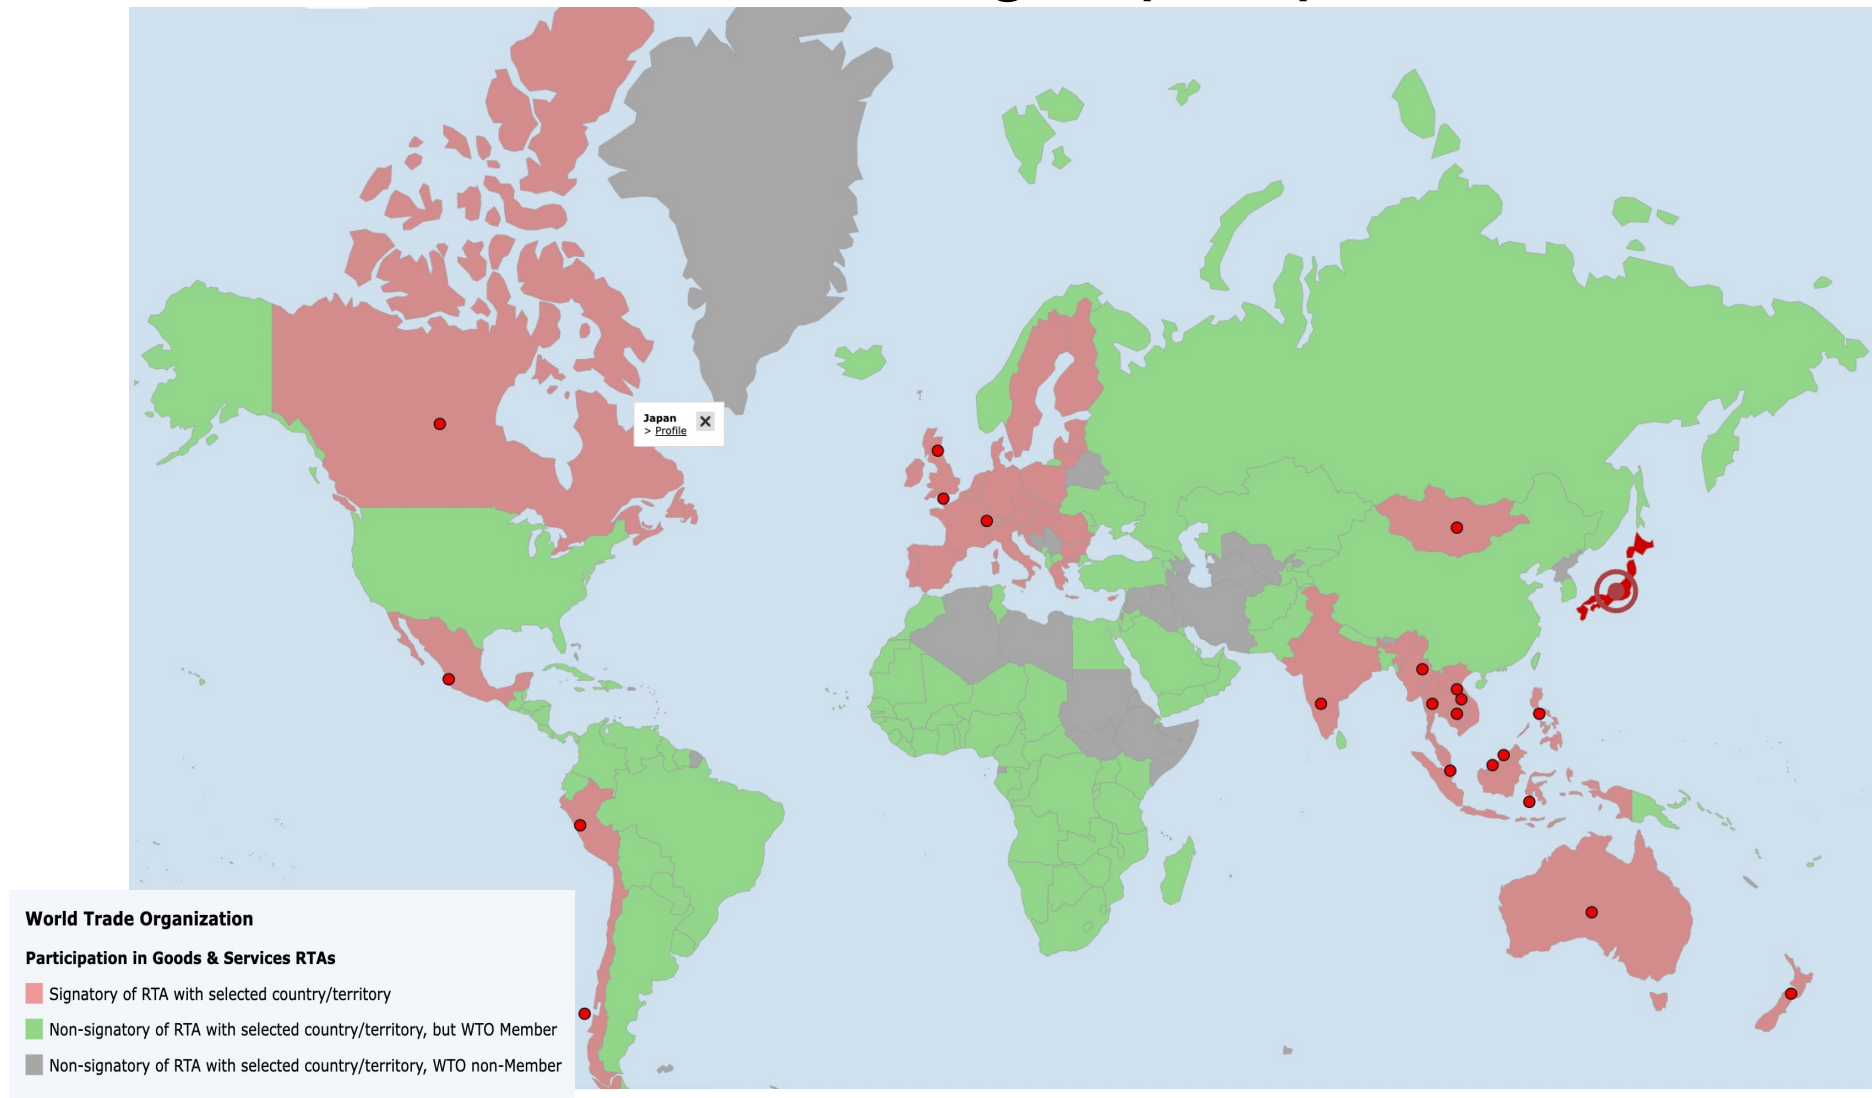 Japan
> Profile
World Trade Organization
Participation in Goods & Services RTAs
Signatory of RTA with selected country/territory
Non-signatory of RTA with selected country/territory, but WTO Member
Non-signatory of RTA with selected country/territory, WTO non-Member